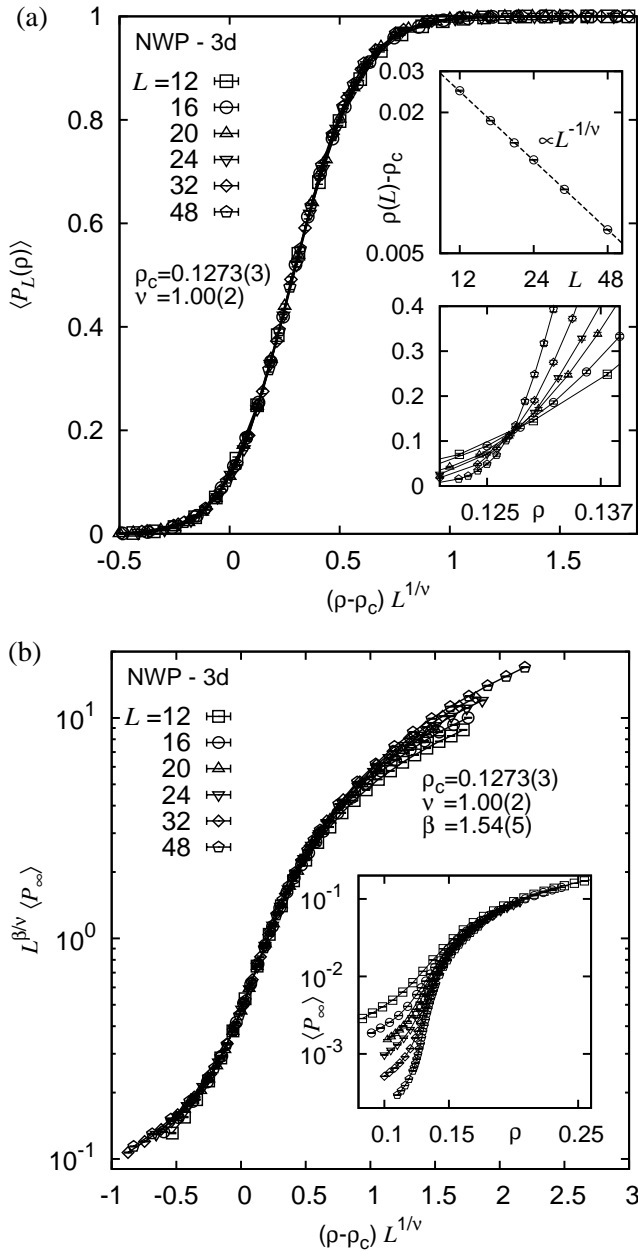 (a)
NWP - 3d
L = 12
16
20
24
32
48
ρc=0.1273(3)
ν =1.00(2)
⟨PL(ρ)⟩
1
0.8
0.6
0.4
0.2
0
-0.5 0 0.5 1 1.5
(ρ-ρc) L1/ν
0.03
0.02
0.005
ρ(L)-ρc
∝L-1/ν
12 24 L 48
0.4
0.3
0.2
0.1
0
0.125 ρ 0.137
(b)
NWP - 3d
L =12
16
20
24
32
48
ρc=0.1273(3)
ν =1.00(2)
β =1.54(5)
Lβ/ν ⟨P∞⟩
101
100
10-1
-1 -0.5 0 0.5 1 1.5 2 2.5 3
(ρ-ρc) L1/ν
⟨P∞⟩
10-1
10-2
10-3
0.1 0.15 ρ 0.25